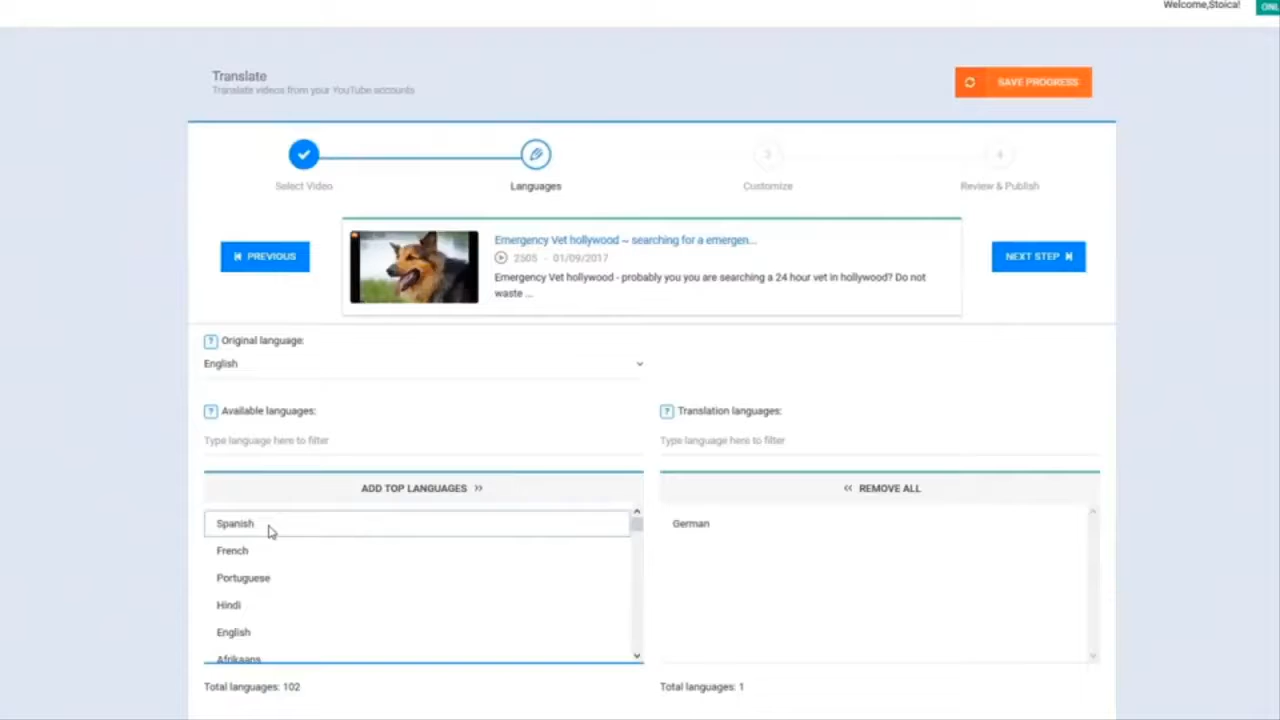 Welcome,Stoica!
Translate
Translate videos from your YouTube accounts
SAVE PROGRESS
3
4
Select Video
Languages
Customize
Review & Publish
PREVIOUS
Emergency Vet hollywood ~ searching for a emergen...
2505 - 01/09/2017
Emergency Vet hollywood - probably you you are searching a 24 hour vet in hollywood? Do not
waste ...
NEXT STEP
? Original language:
English
? Available languages:
? Translation languages:
Type language here to filter
Type language here to filter
ADD TOP LANGUAGES >>
<< REMOVE ALL
Spanish
German
French
Portuguese
Hindi
English
Afrikaans
Total languages: 102
Total languages: 1